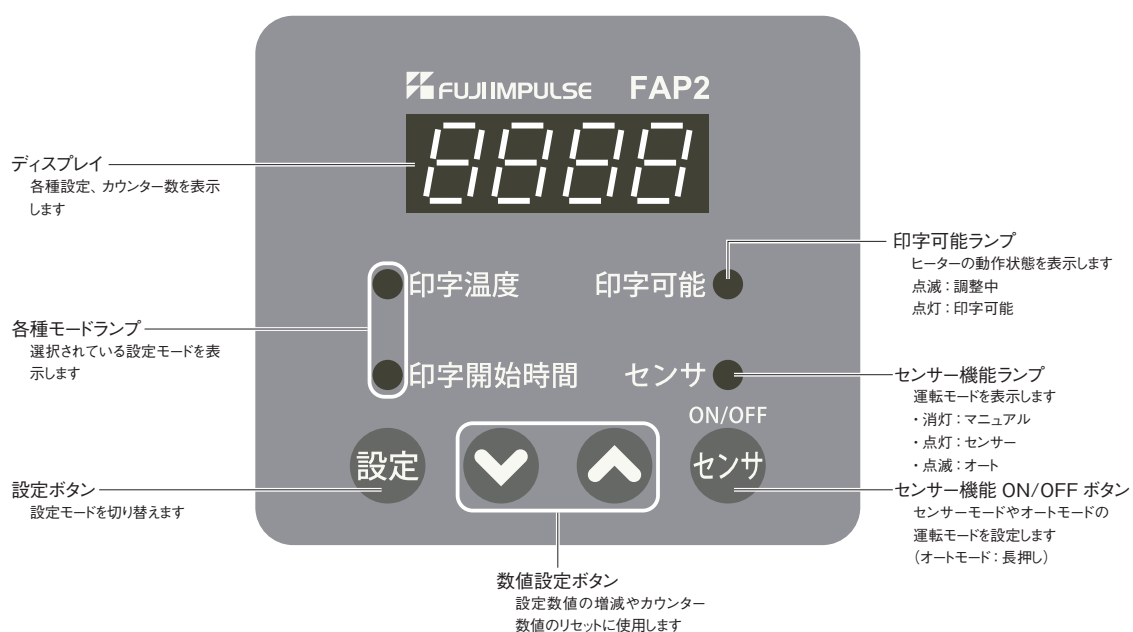 FUJI IMPULSE FAP2
8888
ディスプレイ
各種設定、カウンター数を表示
します
印字可能ランプ
ヒーターの動作状態を表示します
点滅：調整中
点灯：印字可能
印字温度 印字可能
各種モードランプ
選択されている設定モードを表
示します
印字開始時間 センサ
センサー機能ランプ
運転モードを表示します
・消灯：マニュアル
・点灯：センサー
・点滅：オート
ON/OFF
設定 センサ
設定ボタン
設定モードを切り替えます
センサー機能 ON/OFF ボタン
センサーモードやオートモードの
運転モードを設定します
（オートモード：長押し）
数値設定ボタン
設定数値の増減やカウンター
数値のリセットに使用します